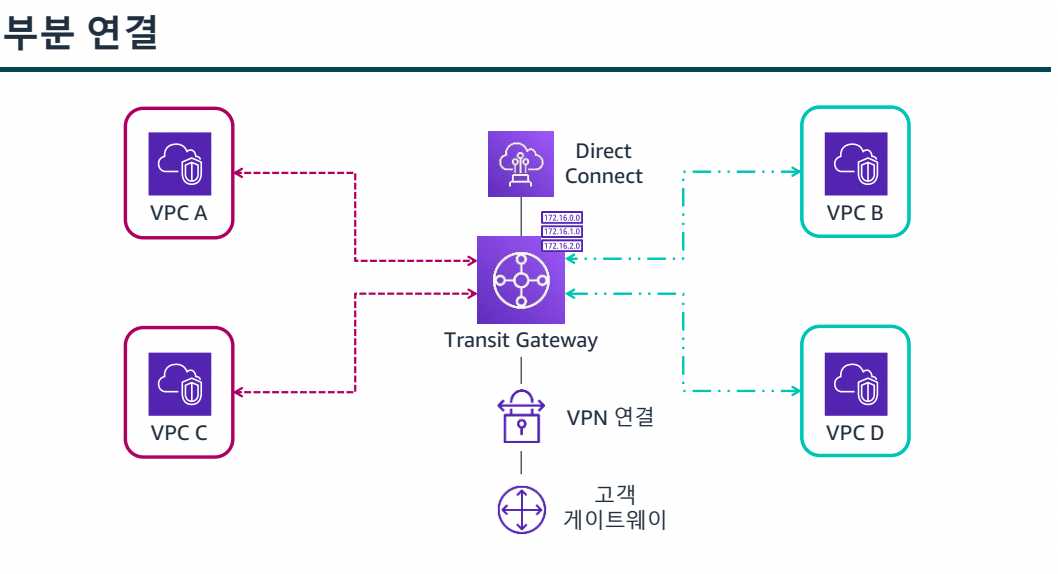 부분 연결
VPC A
Direct
Connect
VPC B
172.16.0.0
172.16.1.0
172.16.2.0
Transit Gateway
VPC C
VPN 연결
VPC D
고객
게이트웨이